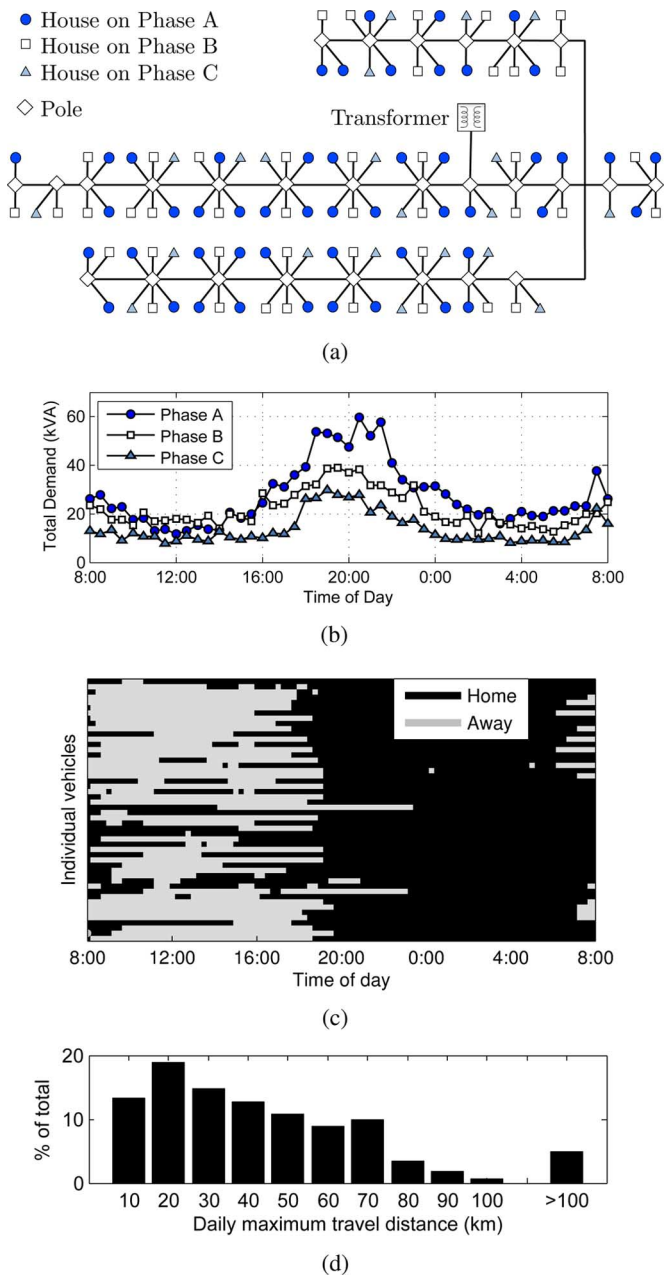 House on Phase A
House on Phase B
House on Phase C
Pole
Transformer
(a)
Total Demand (kVA)
60
40
20
0
Phase A
Phase B
Phase C
8:00 12:00 16:00 20:00 0:00 4:00 8:00
Time of Day
(b)
Individual vehicles
Home
Away
8:00 12:00 16:00 20:00 0:00 4:00 8:00
Time of day
(c)
% of total
20
10
0
10 20 30 40 50 60 70 80 90 100 >100
Daily maximum travel distance (km)
(d)